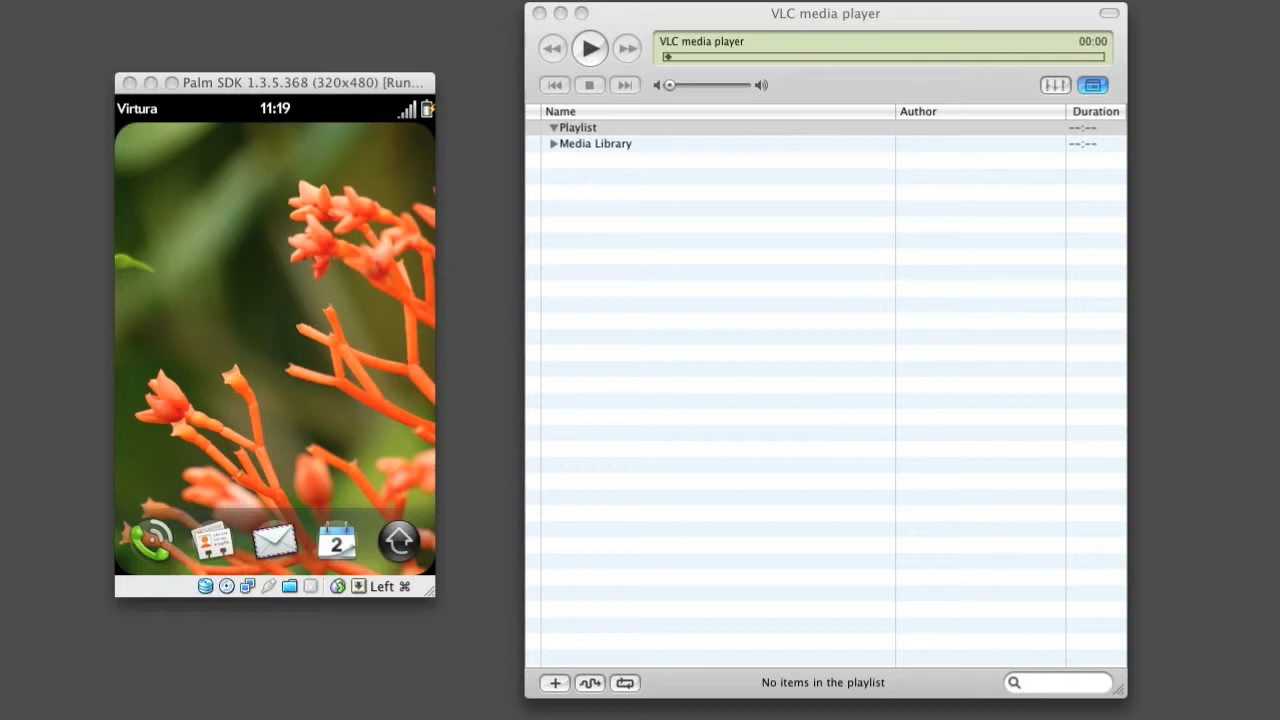 Palm SDK 1.3.5.368 (320x480) [Run...
Virtura
11:19
2
Left ⌘
VLC media player
VLC media player
00:00
Name
Author
Duration
Playlist
--:--
Media Library
--:--
No items in the playlist